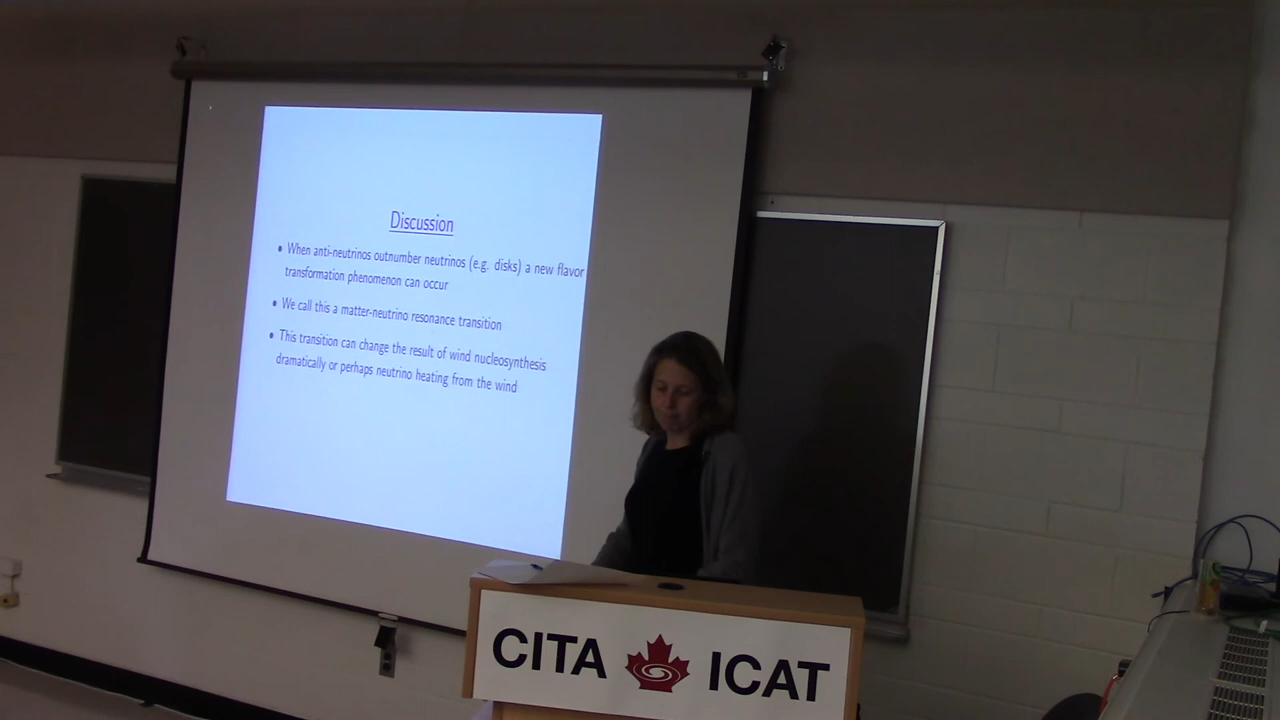 Discussion
• When anti-neutrinos outnumber neutrinos (e.g. disks) a new flavor
transformation phenomenon can occur
• We call this a matter-neutrino resonance transition
• This transition can change the result of wind nucleosynthesis
dramatically or perhaps neutrino heating from the wind
CITA ICAT